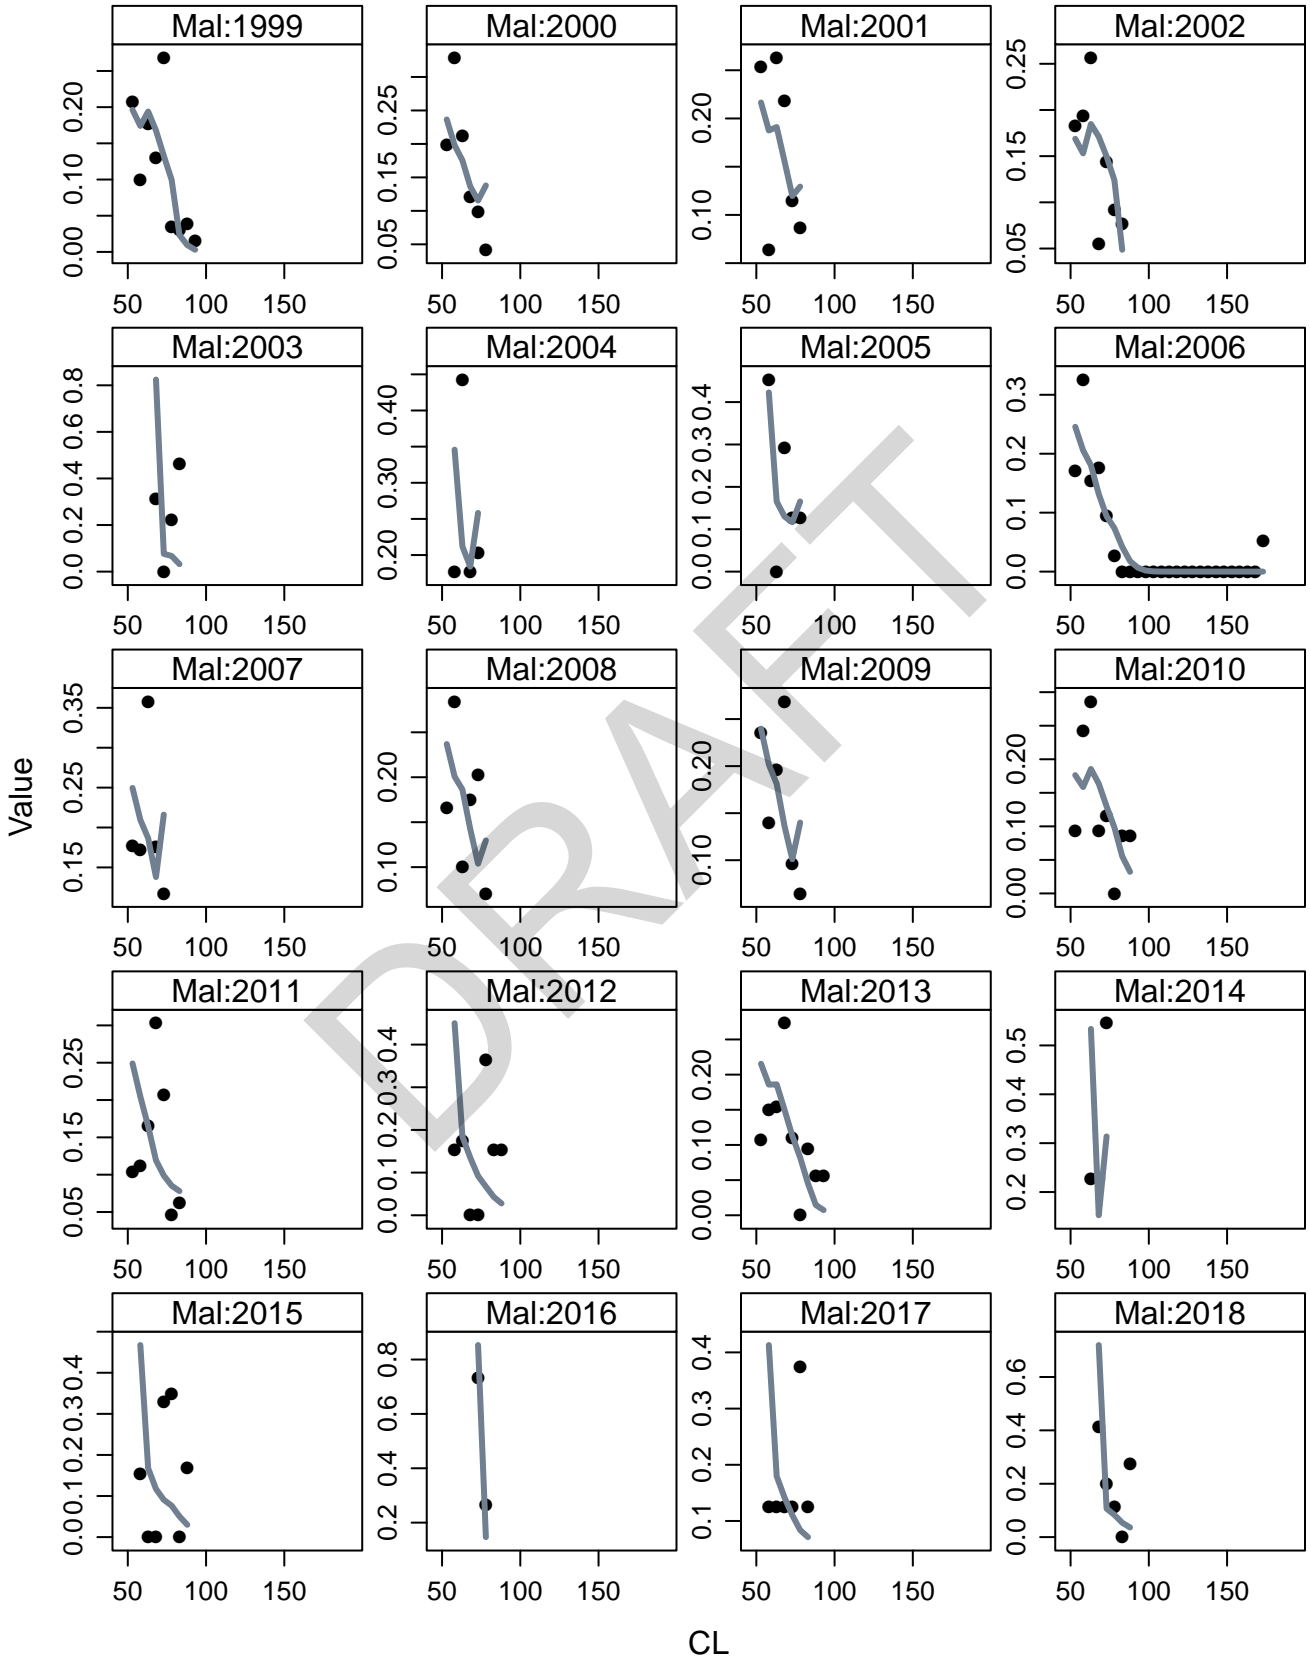 Mal:1999 Mal:2000 Mal:2001 Mal:2002
0.00 0.10 0.20 0.05 0.15 0.25 0.10 0.20 0.05 0.15 0.25
50 100 150 50 100 150 50 100 150 50 100 150
Mal:2003 Mal:2004 Mal:2005 Mal:2006
0.0 0.2 0.4 0.6 0.8 0.20 0.30 0.40 0.0 0.1 0.2 0.3 0.4 0.0 0.1 0.2 0.3
50 100 150 50 100 150 50 100 150 50 100 150
Mal:2007 Mal:2008 Mal:2009 Mal:2010
0.15 0.25 0.35 0.10 0.20 0.10 0.20 0.00 0.10 0.20
50 100 150 50 100 150 50 100 150 50 100 150
Mal:2011 Mal:2012 Mal:2013 Mal:2014
0.05 0.15 0.25 0.0 0.1 0.2 0.3 0.4 0.00 0.10 0.20 0.2 0.3 0.4 0.5
50 100 150 50 100 150 50 100 150 50 100 150
Mal:2015 Mal:2016 Mal:2017 Mal:2018
0.0 0.1 0.2 0.3 0.4 0.2 0.4 0.6 0.8 0.1 0.2 0.3 0.4 0.0 0.2 0.4 0.6
50 100 150 50 100 150 50 100 150 50 100 150
Value
CL
DRAFT